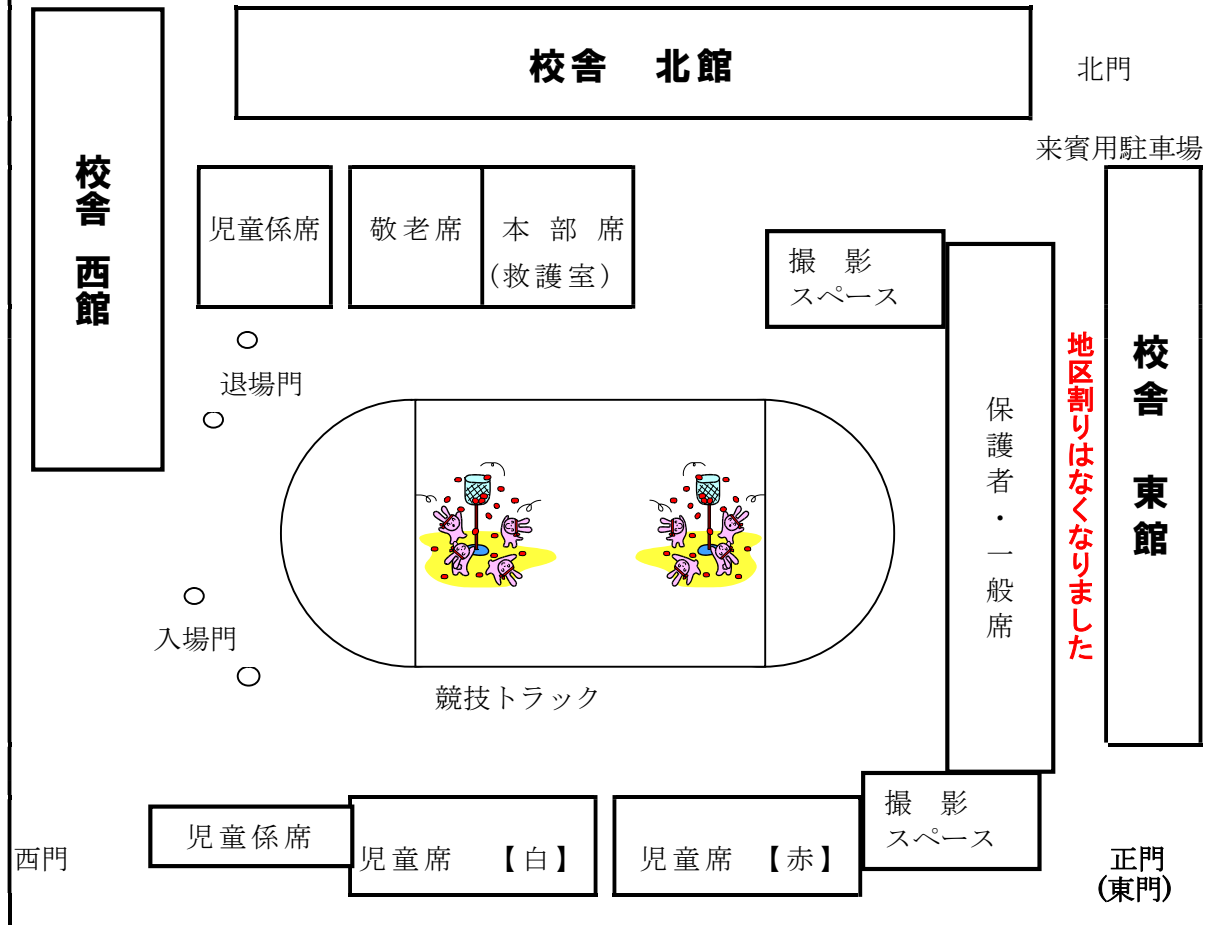 校舎　北館
北門
来賓用駐車場
校舎 西館
児童係席
敬老席
本 部 席
（救護室）
撮　影
スペース
退場門
保護者・一般席
地区割りはなくなりました
校舎　東館
入場門
競技トラック
児童係席
児童席　【白】
児童席　【赤】
撮　影
スペース
西門
正門
(東門)